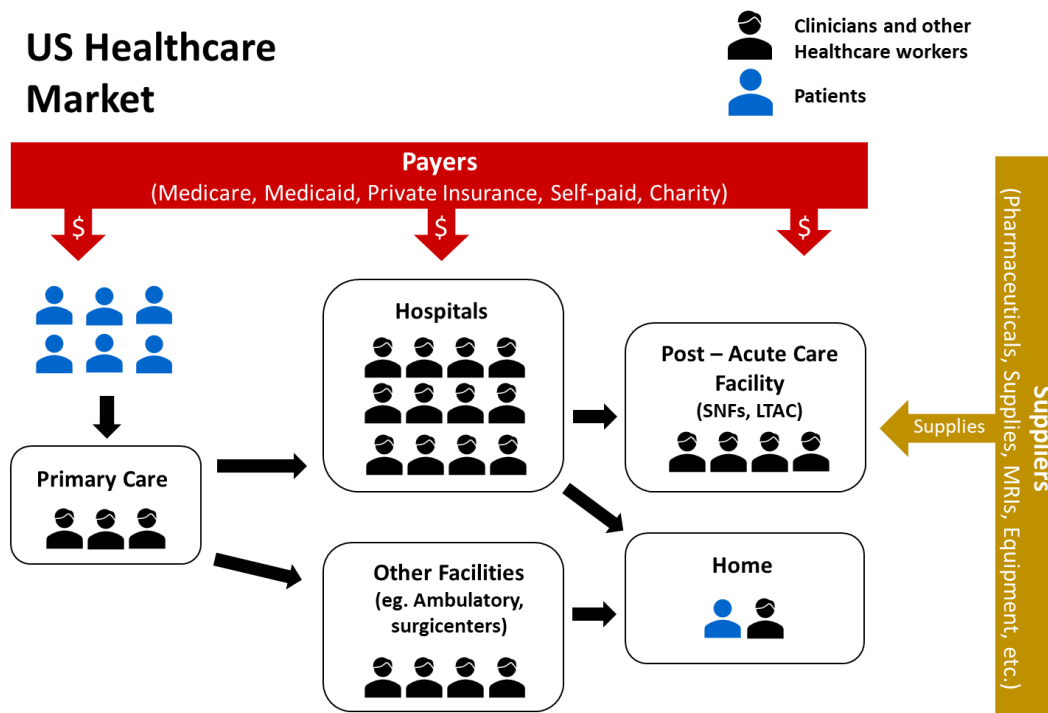 US Healthcare
Market
Clinicians and other
Healthcare workers
Patients
Payers
(Medicare, Medicaid, Private Insurance, Self-paid, Charity)
$
$
$
Hospitals
Post – Acute Care
Facility
(SNFs, LTAC)
Primary Care
Other Facilities
(eg. Ambulatory,
surgicenters)
Home
Supplies
Suppliers
(Pharmaceuticals, Supplies, MRIs, Equipment, etc.)